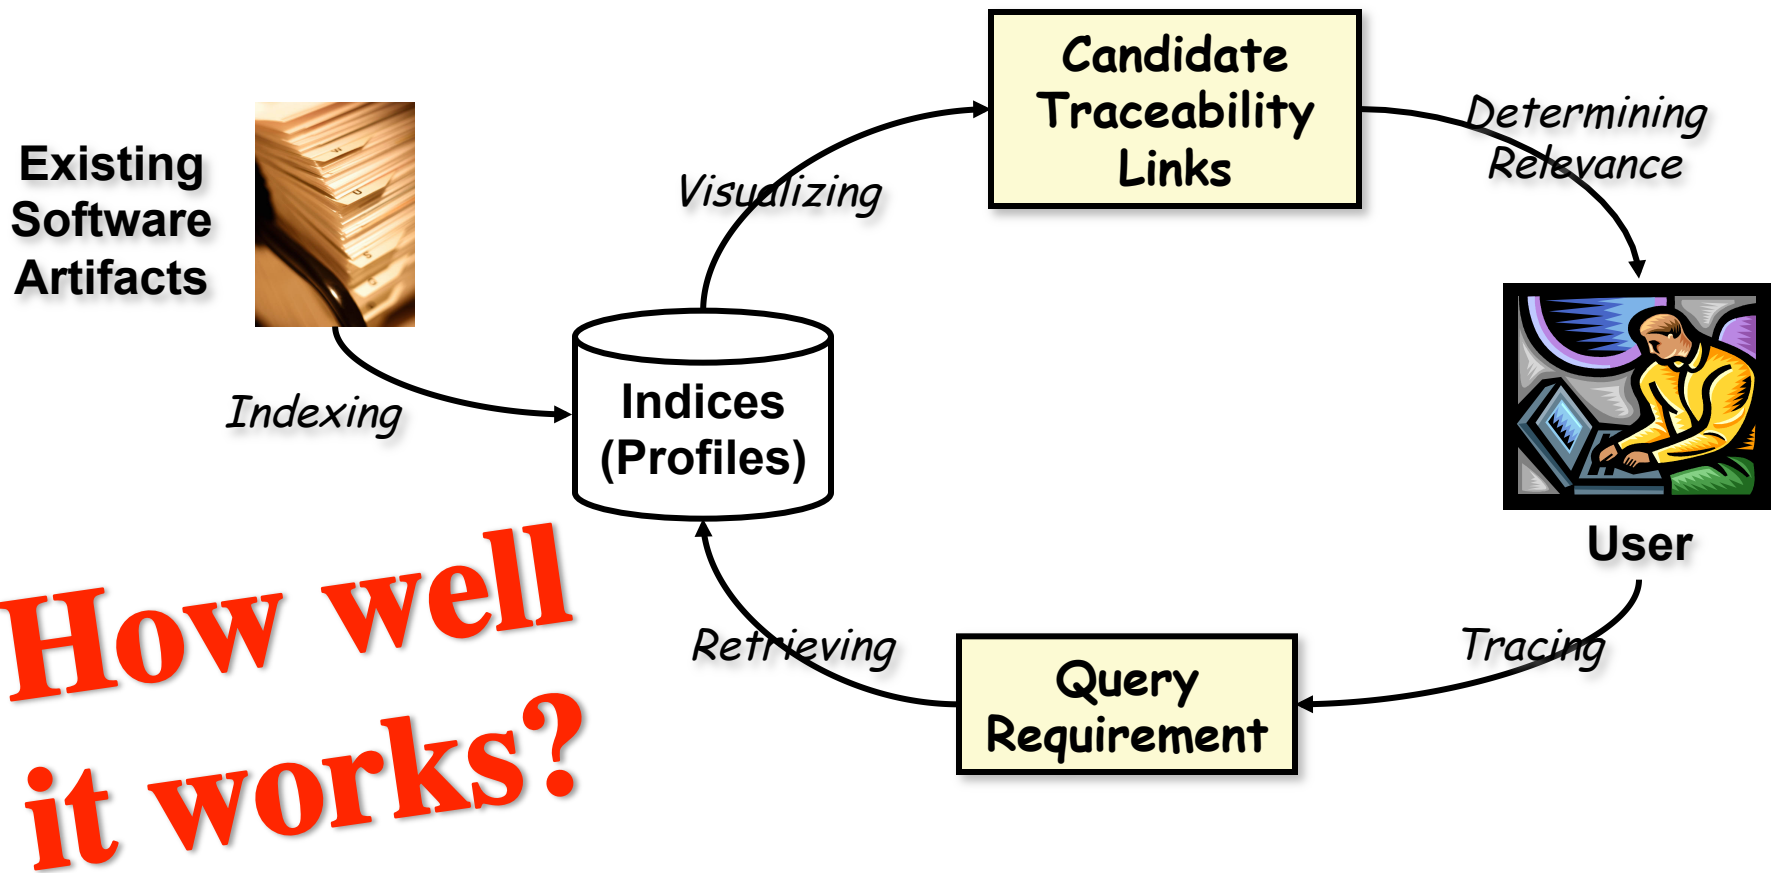 Candidate
Traceability
Links
Determining
Relevance
Existing
Software
Artifacts
Visualizing
Indexing
Indices
(Profiles)
User
How well
it works?
Retrieving
Query
Requirement
Tracing